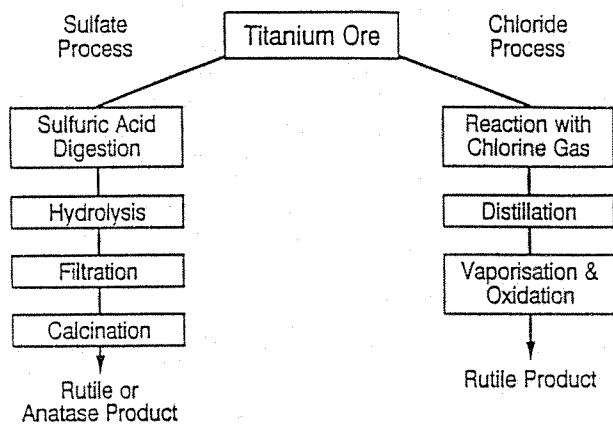 Sulfate
Process
Titanium Ore
Chloride
Process
Sulfuric Acid
Digestion
Hydrolysis
Filtration
Calcination
Rutile or
Anatase Product
Reaction with
Chlorine Gas
Distillation
Vaporisation &
Oxidation
Rutile Product